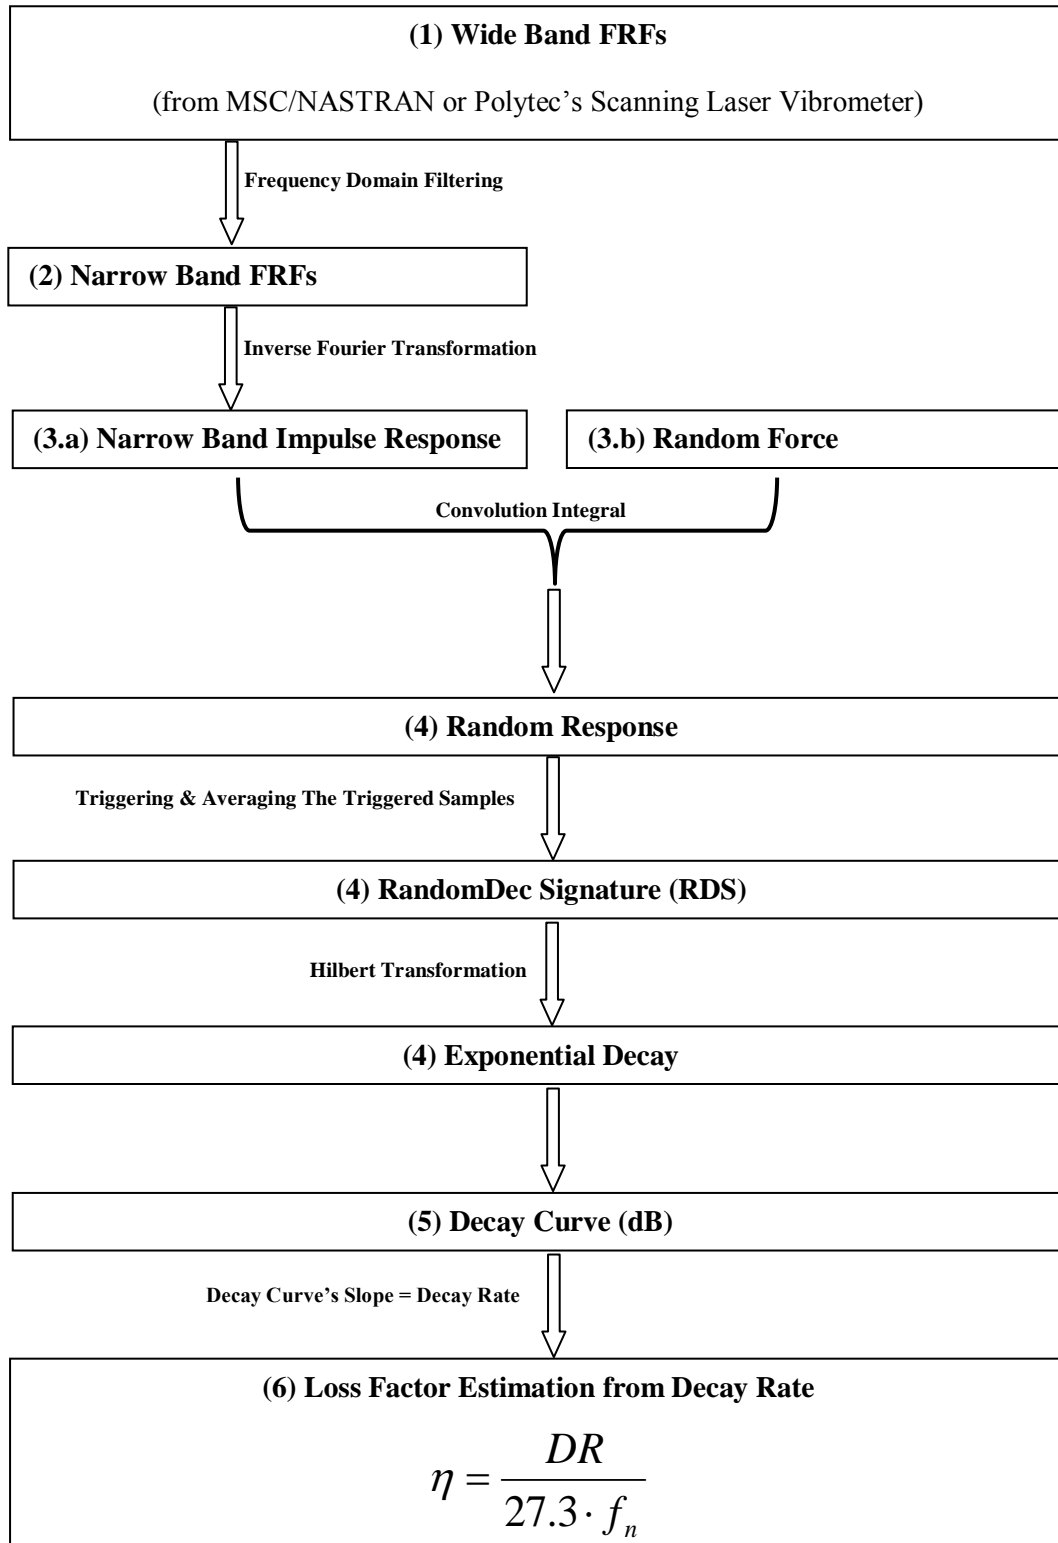 (1) Wide Band FRFs
(from MSC/NASTRAN or Polytec's Scanning Laser Vibrometer)
Frequency Domain Filtering
(2) Narrow Band FRFs
Inverse Fourier Transformation
(3.a) Narrow Band Impulse Response
(3.b) Random Force
Convolution Integral
(4) Random Response
Triggering & Averaging The Triggered Samples
(4) RandomDec Signature (RDS)
Hilbert Transformation
(4) Exponential Decay
(5) Decay Curve (dB)
Decay Curve's Slope = Decay Rate
(6) Loss Factor Estimation from Decay Rate
η = DR / 27.3 · fₙ